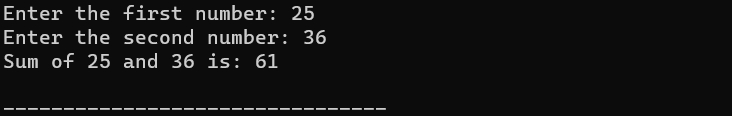 Enter the first number: 25
Enter the second number: 36
Sum of 25 and 36 is: 61
--------------------------------